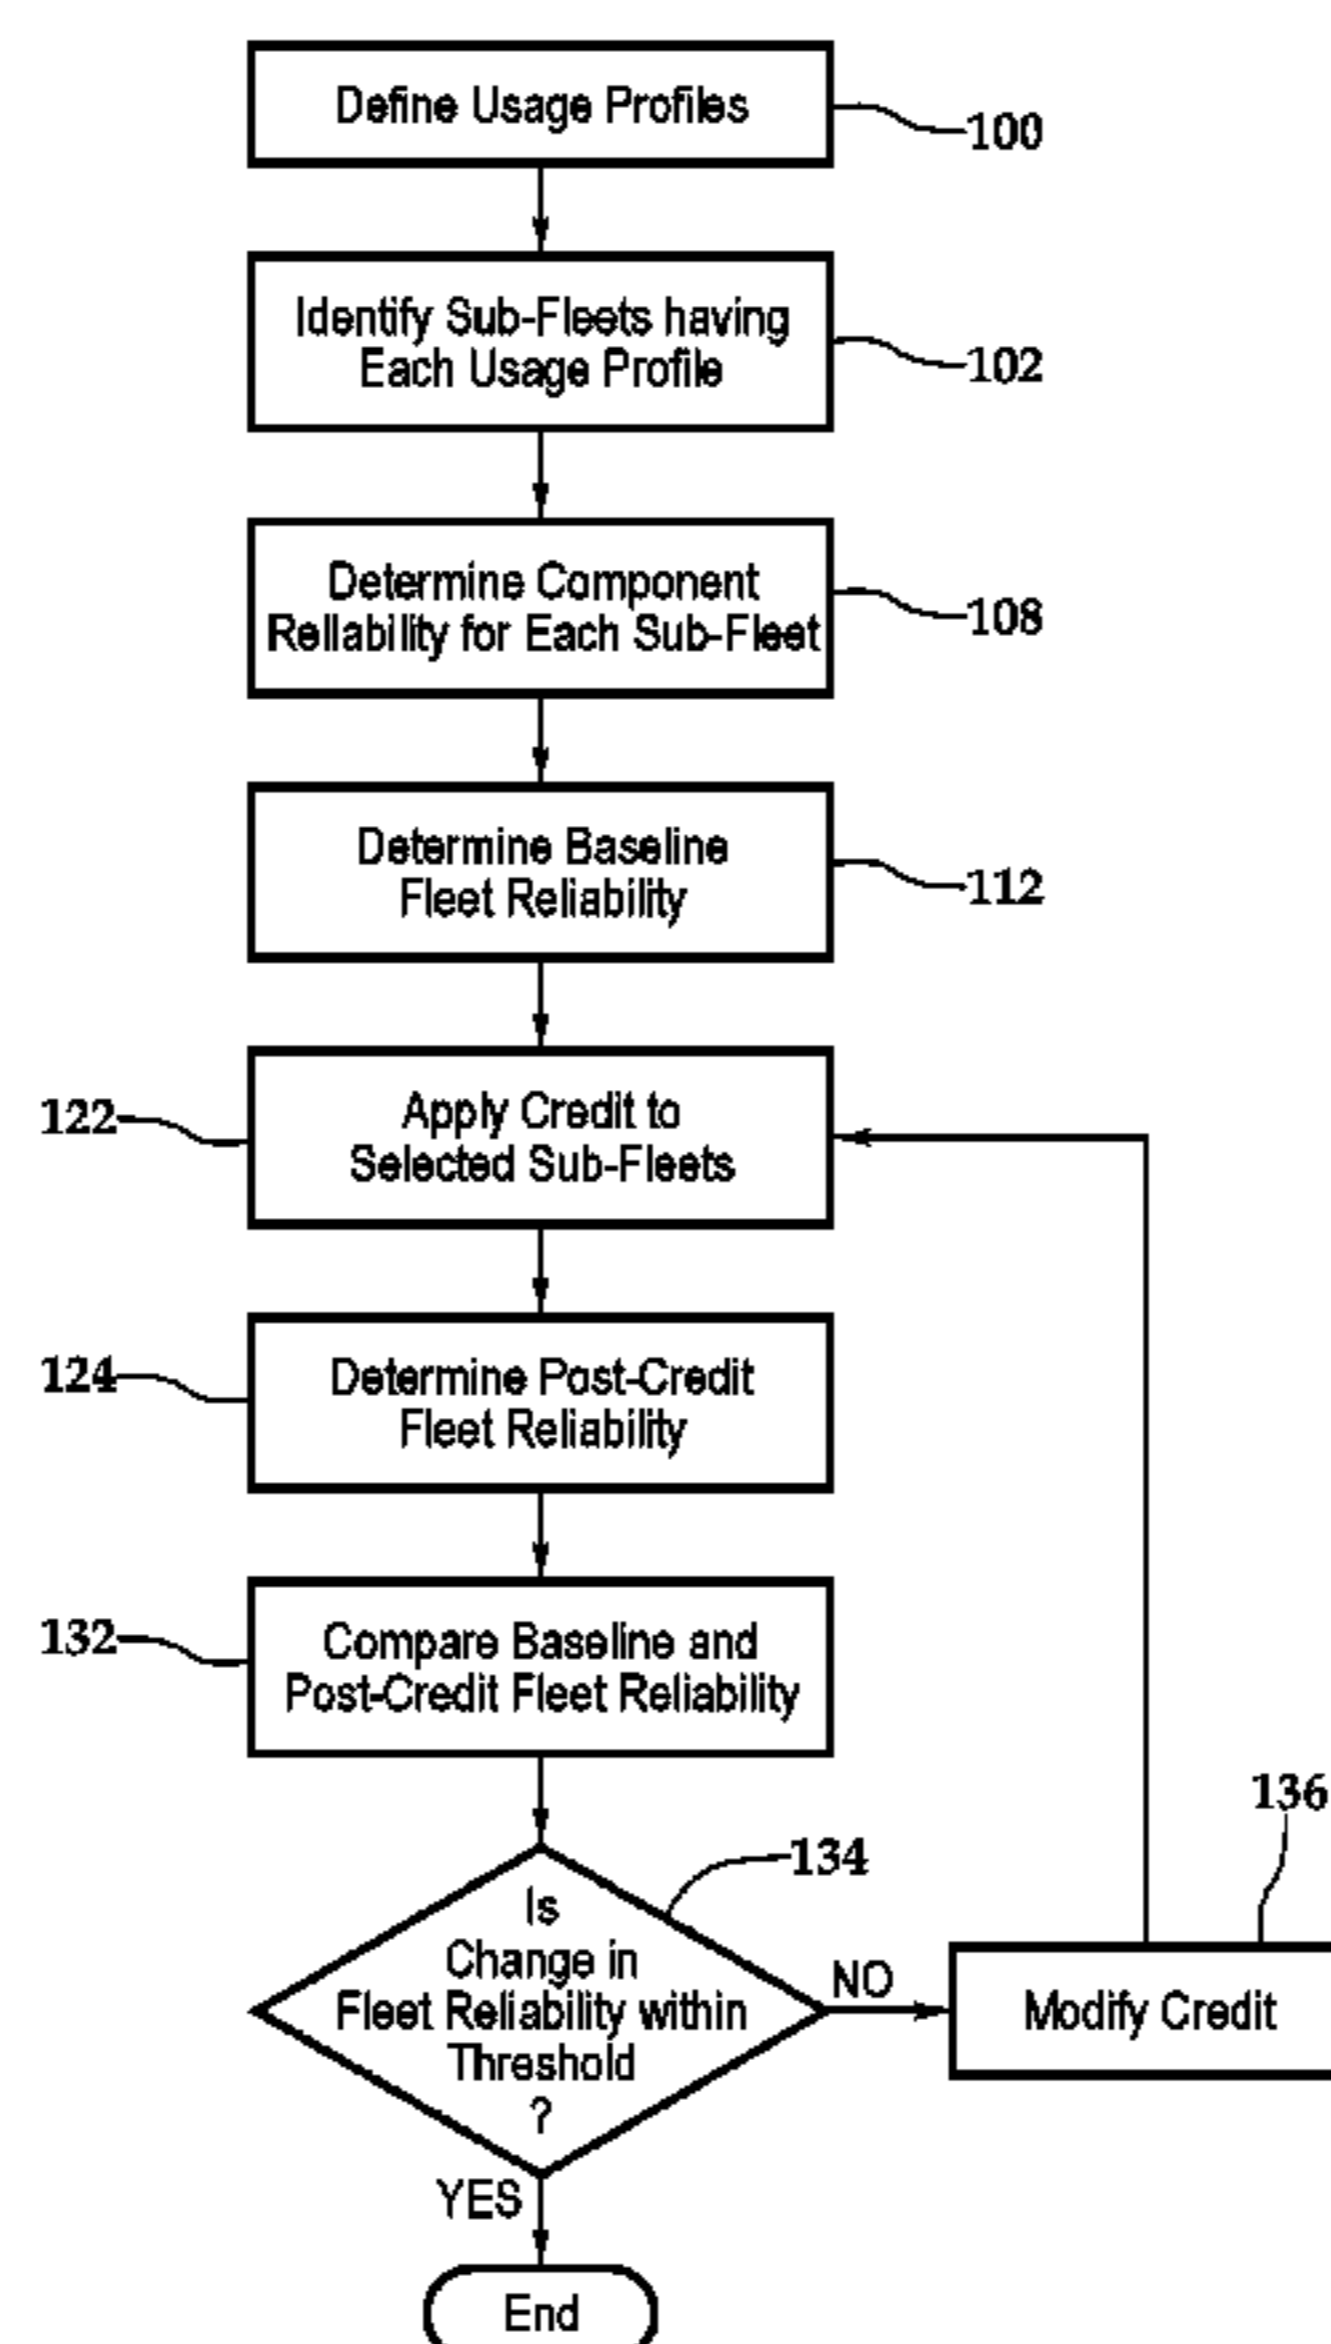 Define Usage Profiles
100
Identify Sub-Fleets having
Each Usage Profile
102
Determine Component
Reliability for Each Sub-Fleet
108
Determine Baseline
Fleet Reliability
112
122
Apply Credit to
Selected Sub-Fleets
124
Determine Post-Credit
Fleet Reliability
132
Compare Baseline and
Post-Credit Fleet Reliability
134
136
Is
Change in
Fleet Reliability within
Threshold
?
NO
Modify Credit
YES
End